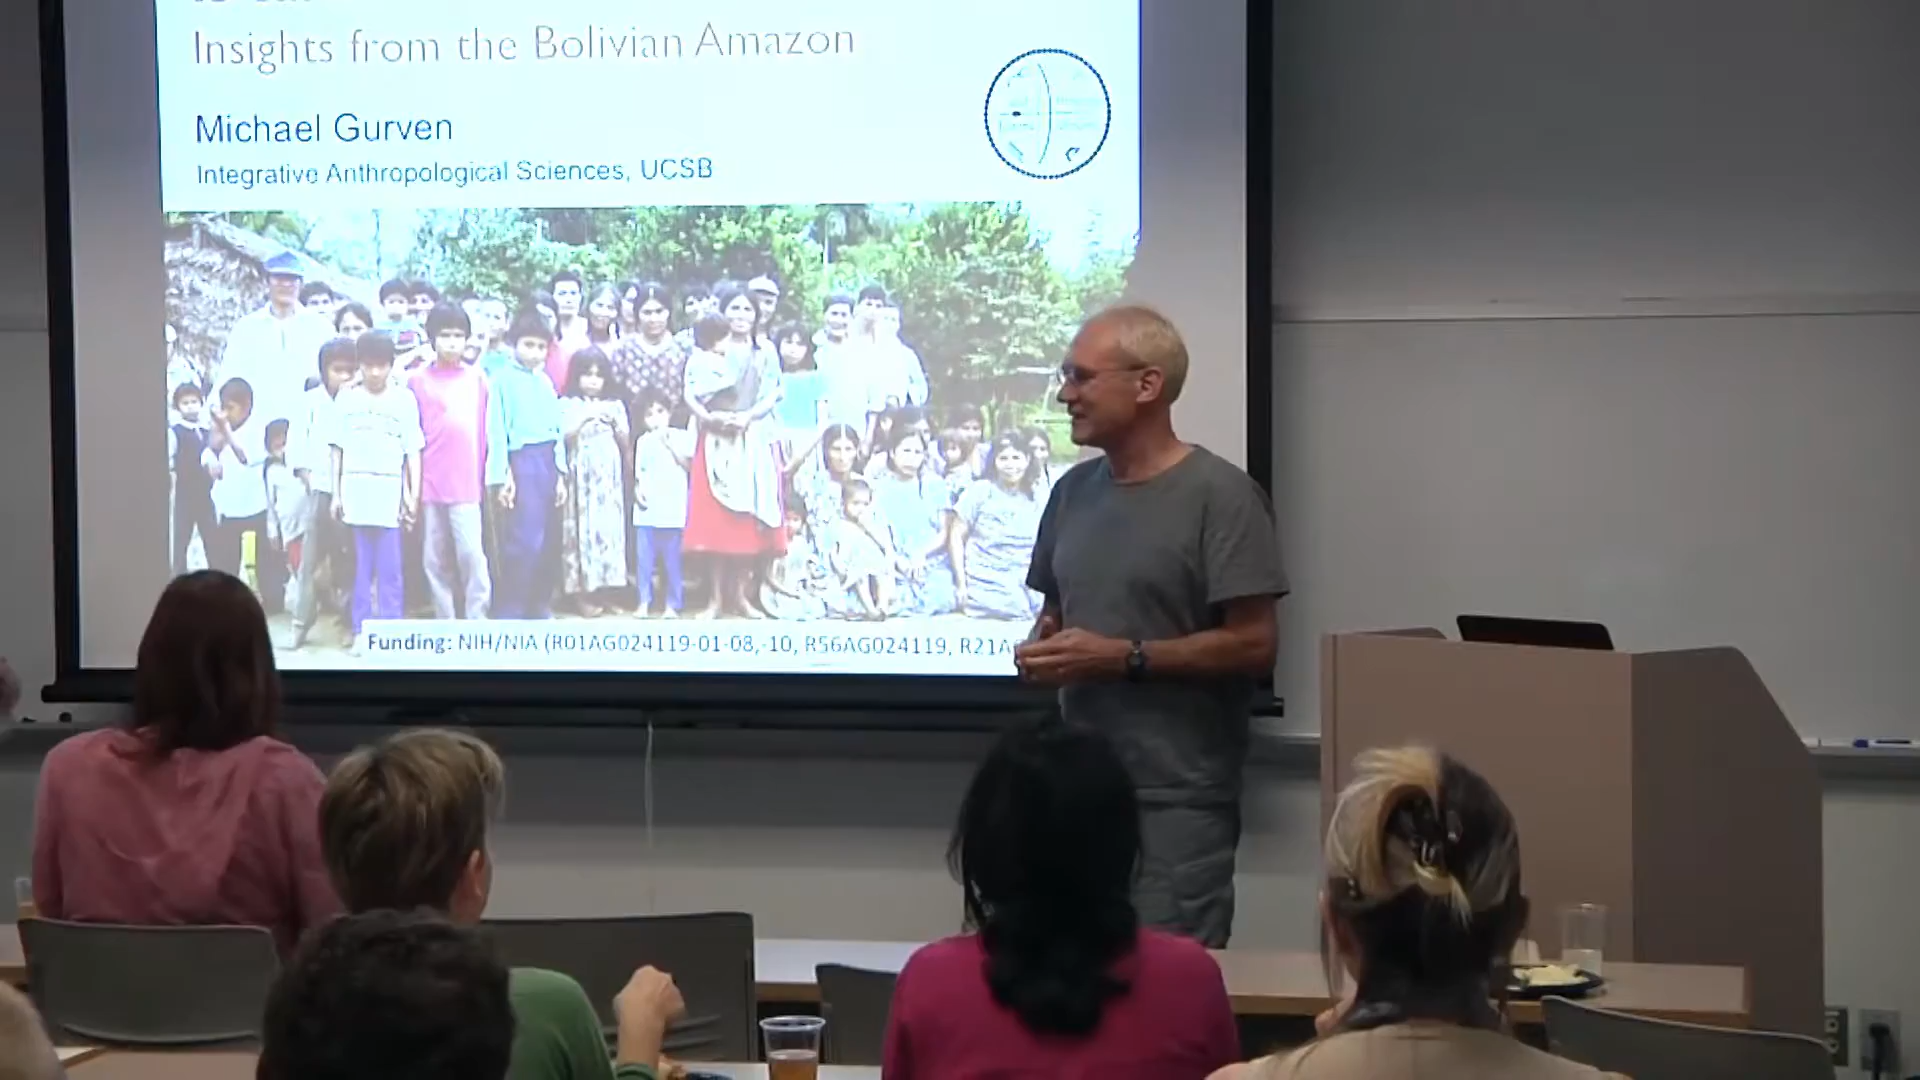 Insights from the Bolivian Amazon
Michael Gurven
Integrative Anthropological Sciences, UCSB
Funding: NIH/NIA (R01AG024119-01-08,-10, R56AG024119,